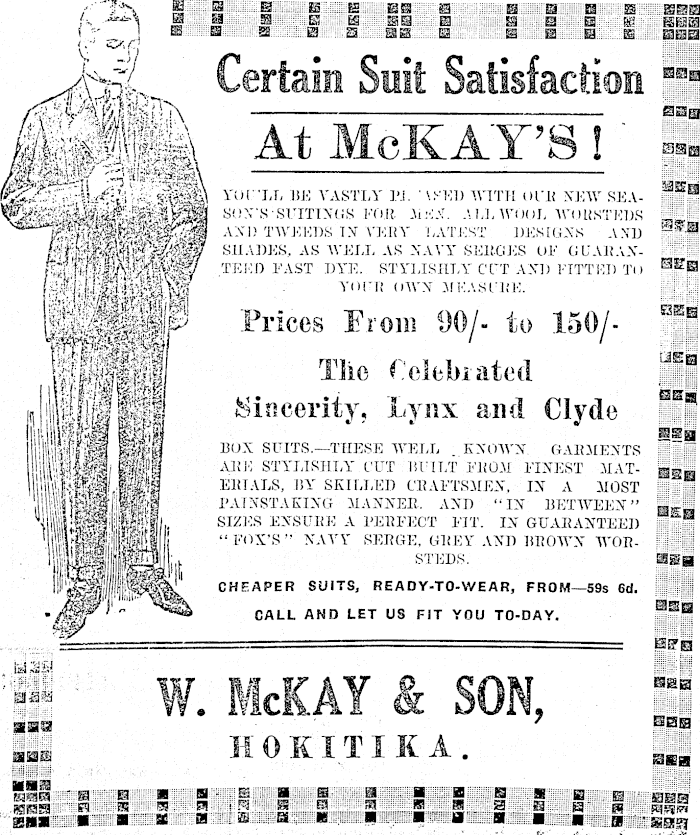 Certain Suit Satisfaction
At McKAY'S!
YOU'LL BE VASTLY WITH OUR NEW SEA-
SON'S SUITINGS FOR MEN. ALL WOOL WORSTEDS
AND TWEEDS IN VERY LATEST DESIGNS AND
SHADES, AS WELL AS NAVY SERGES OF GUARAN-
TEED FAST DYE. STYLISHLY CUT AND FITTED TO
YOUR OWN MEASURE.
Prices From 90/- to 150/-
The Celebrated
Sincerity, Lynx and Clyde
BOX SUITS.—THESE WELL KNOWN GARMENTS
ARE STYLISHLY CUT BUILT FROM FINEST MAT-
ERIALS, BY SKILLED CRAFTSMEN, IN A MOST
PAINSTAKING MANNER, AND "IN BETWEEN"
SIZES ENSURE A PERFECT FIT. IN GUARANTEED
"FOX'S" NAVY SERGE, GREY AND BROWN WOR-
STEDS.
CHEAPER SUITS, READY-TO-WEAR, FROM—59s 6d.
CALL AND LET US FIT YOU TO-DAY.
W. McKAY & SON,
HOKITIKA.